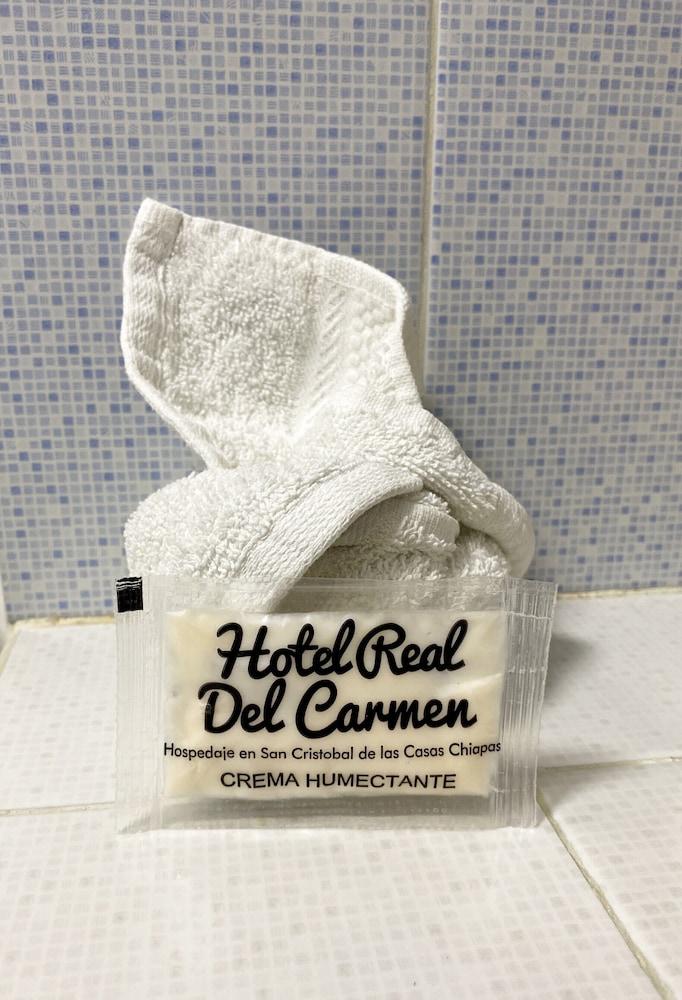 Hotel Real
Del Carmen
Hospedaje en San Cristobal de las Casas Chiapas
CREMA HUMECTANTE